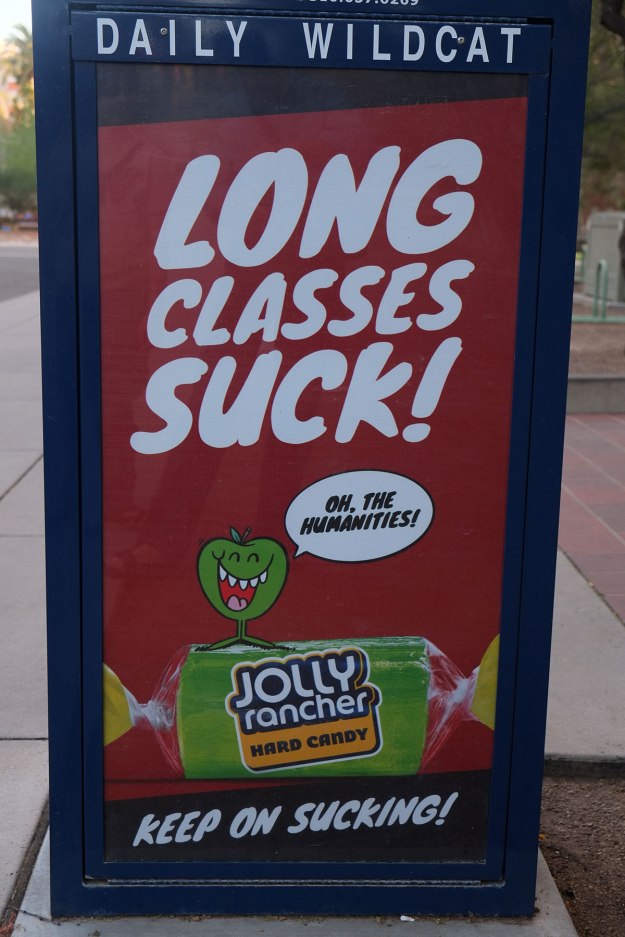 DAILY WILDCAT
LONG
CLASSES
SUCK!
OH, THE
HUMANITIES!
JOLLY
rancher
HARD CANDY
KEEP ON SUCKING!